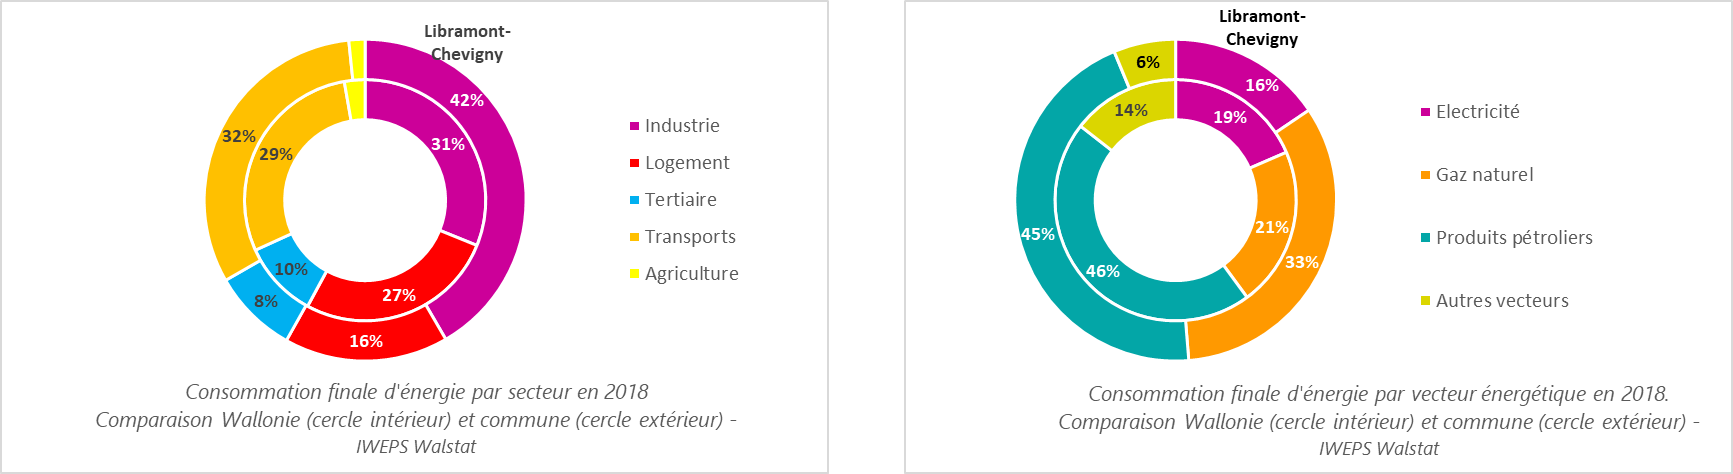 Libramont-
Chevigny
42%
31%
32%
29%
10%
8%
27%
16%
Industrie
Logement
Tertiaire
Transports
Agriculture
Consommation finale d'énergie par secteur en 2018
Comparaison Wallonie (cercle intérieur) et commune (cercle extérieur) -
IWEPS Walstat
Libramont-
Chevigny
6%
16%
14%
19%
45%
46%
21%
33%
Electricité
Gaz naturel
Produits pétroliers
Autres vecteurs
Consommation finale d'énergie par vecteur énergétique en 2018.
Comparaison Wallonie (cercle intérieur) et commune (cercle extérieur) -
IWEPS Walstat